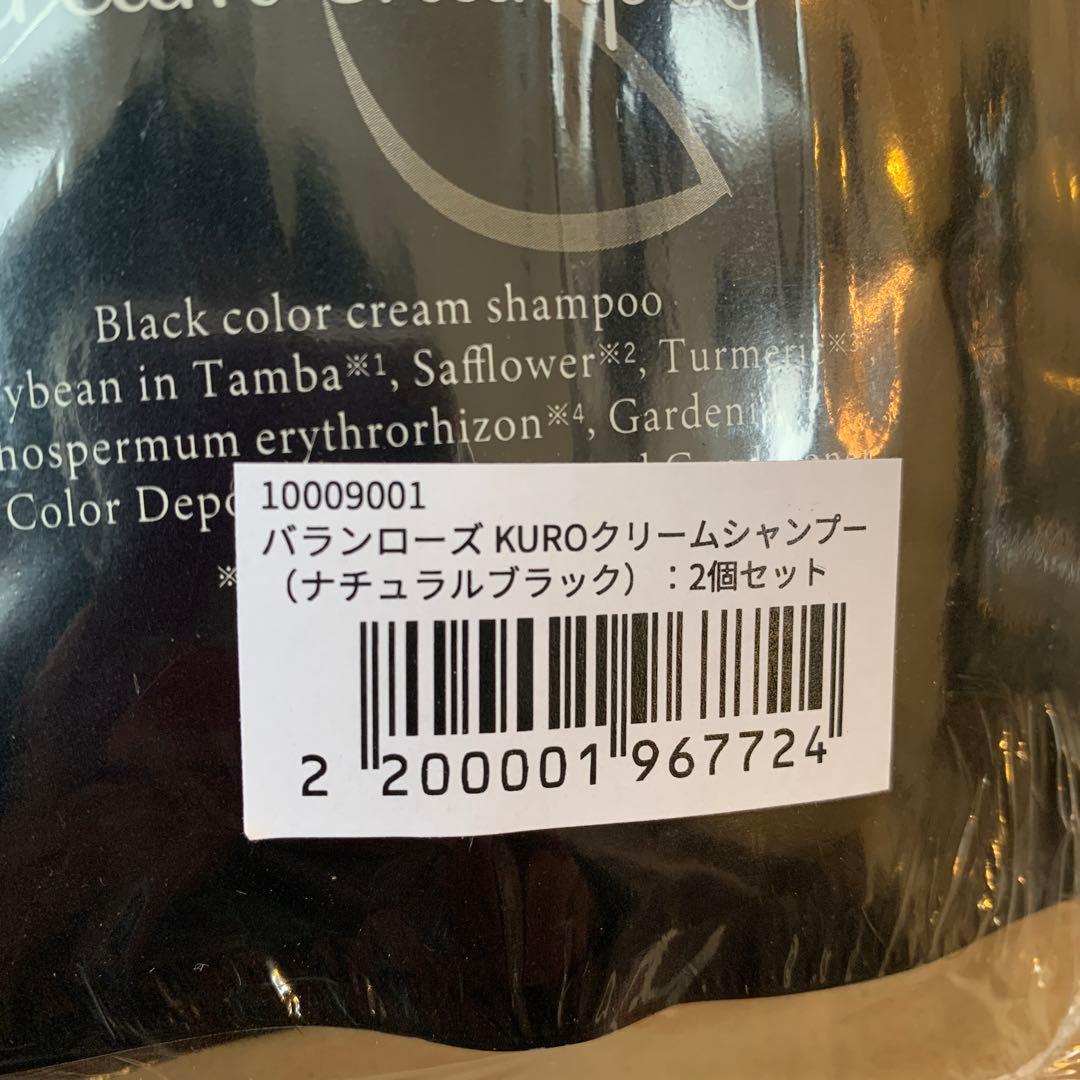 Black color cream shampoo
ybean in Tamba※1, Safflower※2, Turmeric※3,
hospermum erythrorhizon※4, Gardenia
Color Depo
※
10009001
バランローズ KUROクリームシャンプー
（ナチュラルブラック）：2個セット
2 200001 967724